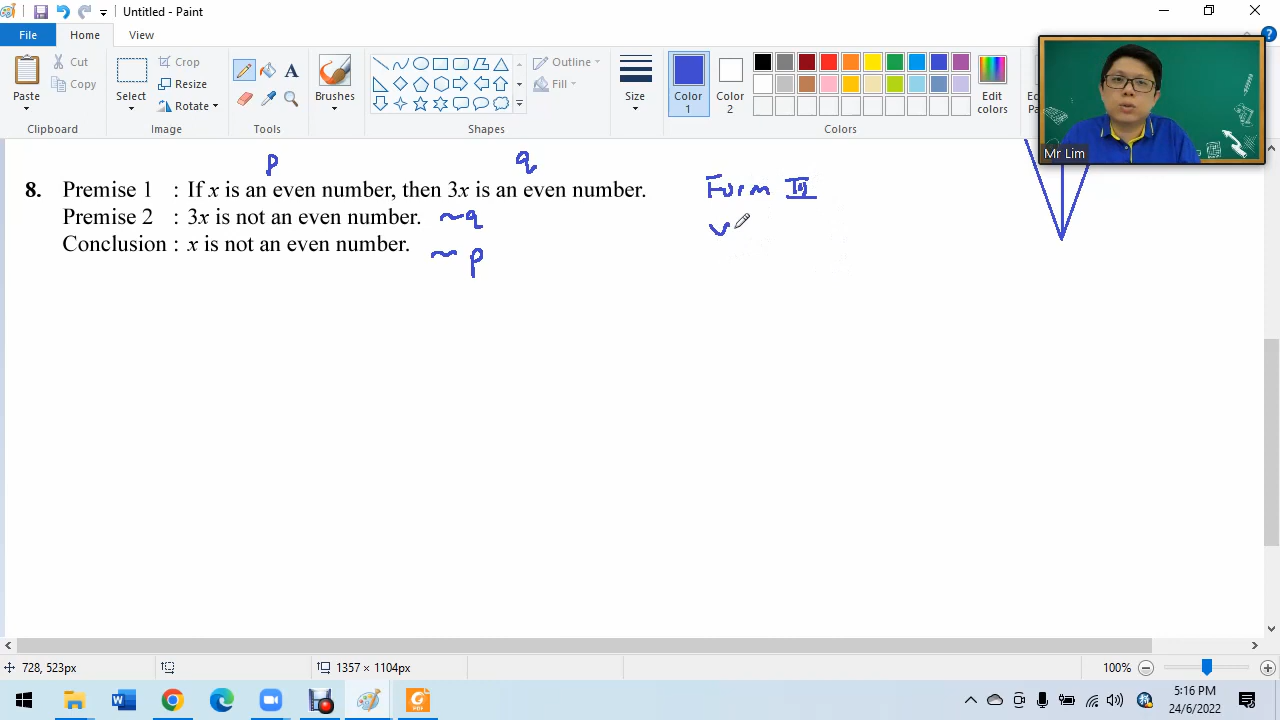 Untitled - Paint
File Home View
Paste Cut Copy Clipboard
Select Crop Resize Rotate Image
A Tools
Brushes
Outline Fill Shapes
Size
Color 1 Color 2 Edit colors Colors
Mr Lim
p q
8. Premise 1 : If x is an even number, then 3x is an even number. Form III
Premise 2 : 3x is not an even number. ~q v
Conclusion : x is not an even number. ~p
728, 523px 1357 × 1104px 100%
5:16 PM
24/6/2022